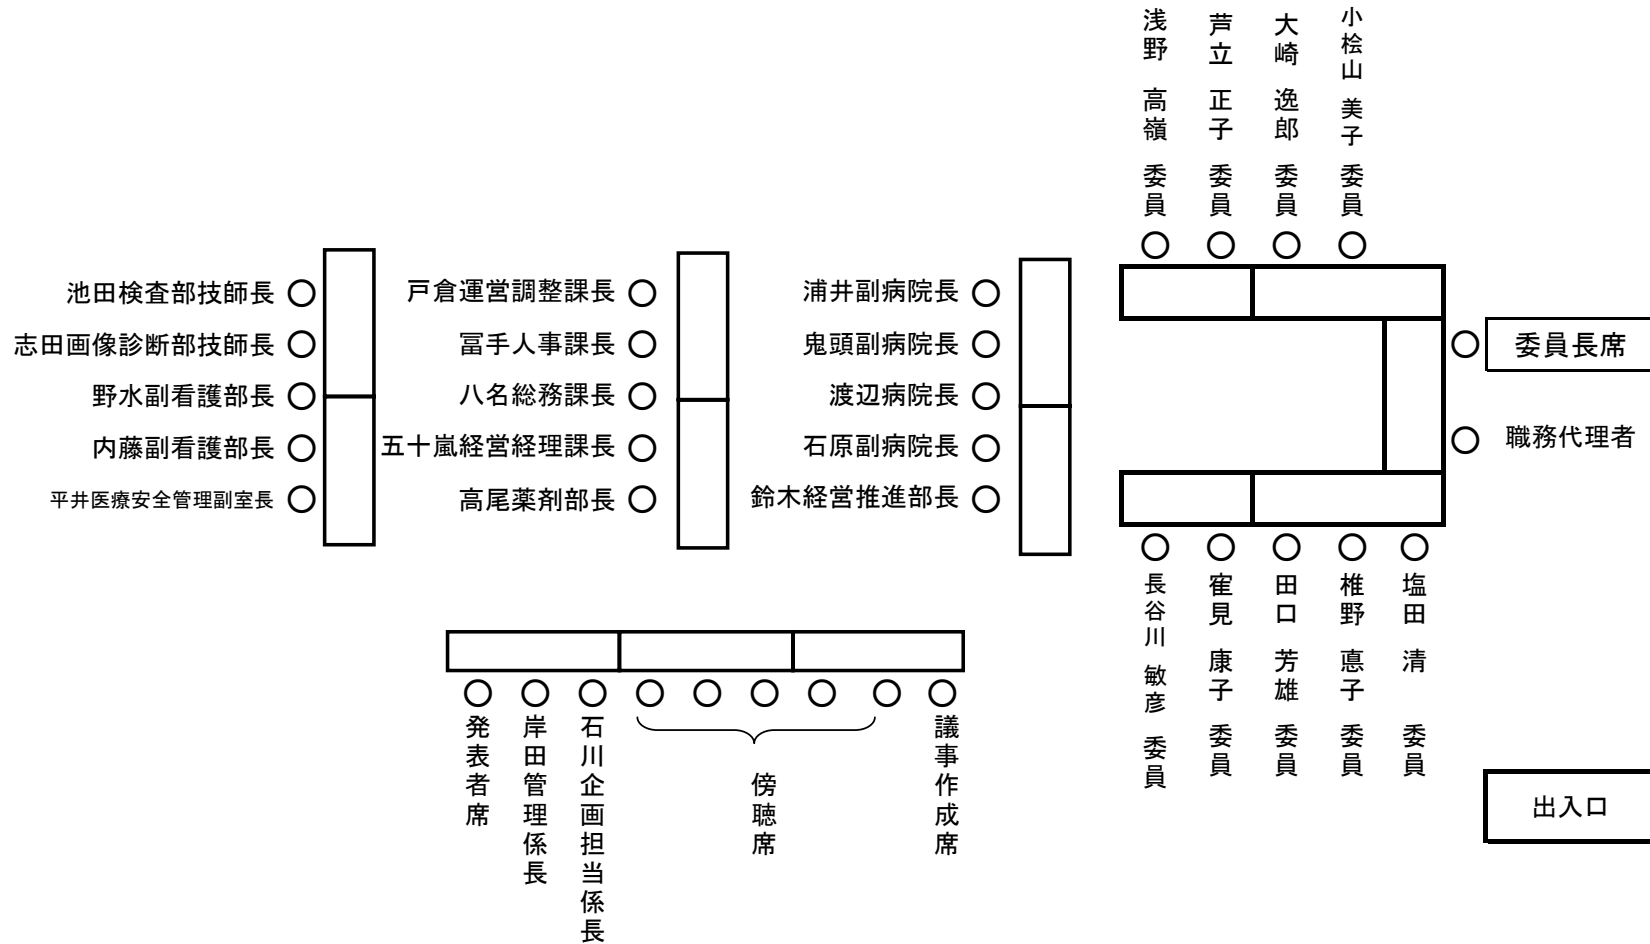 浅野 高嶺 委員
芦立 正子 委員
大崎 逸郎 委員
小桧山 美子 委員
池田検査部技師長
志田画像診断部技師長
野水副看護部長
内藤副看護部長
平井医療安全管理副室長
戸倉運営調整課長
冨手人事課長
八名総務課長
五十嵐経営経理課長
高尾薬剤部長
浦井副病院長
鬼頭副病院長
渡辺病院長
石原副病院長
鈴木経営推進部長
委員長席
職務代理者
長谷川 敏彦 委員
寉見 康子 委員
田口 芳雄 委員
椎野 惪子 委員
塩田 清 委員
発表者席
岸田管理係長
石川企画担当係長
傍聴席
議事作成席
出入口